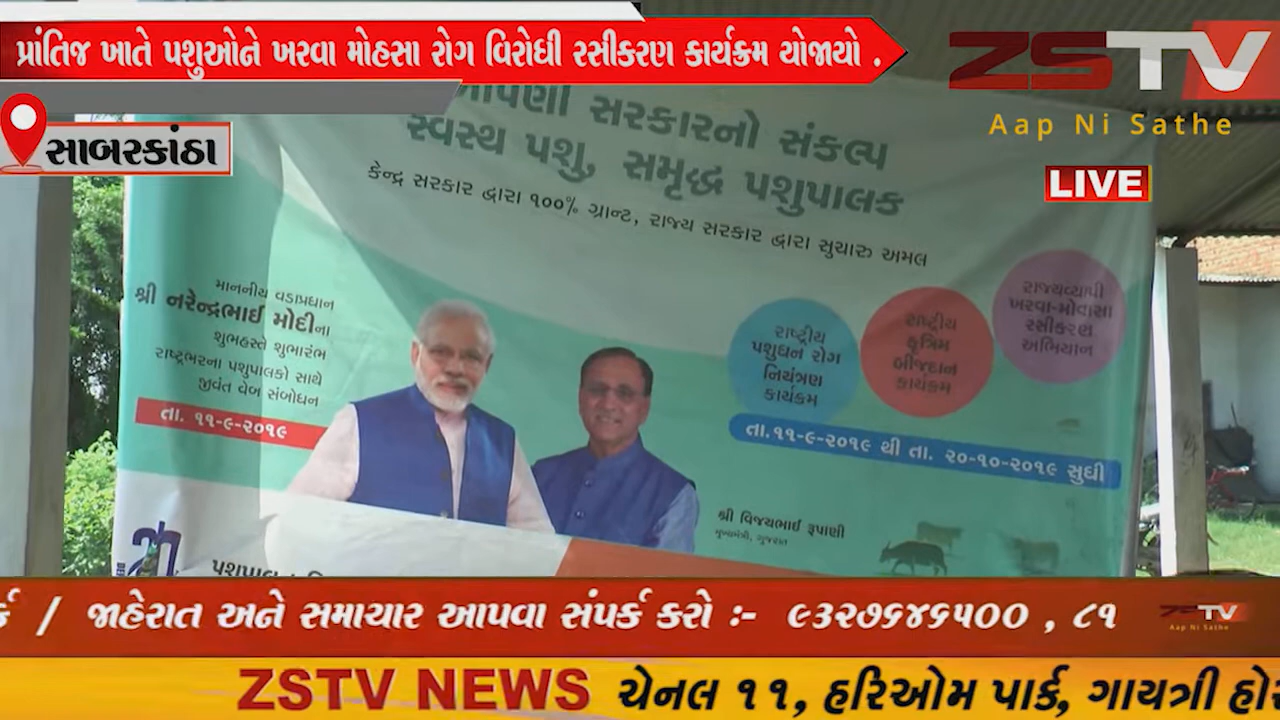 પ્રાંતિજ ખાતે પશુઓને ખરવા મોહસા રોગ વિરોધી રસીકરણ કાર્યક્રમ યોજાયો .
ZSTV
Aap Ni Sathe
સાબરકાંઠા
LIVE
સરકારનો સંકલ્પ
સ્વસ્થ પશુ, સમૃદ્ધ પશુપાલક
કેન્દ્ર સરકાર દ્વારા ૧૦૦% ગ્રાન્ટ, રાજ્ય સરકાર દ્વારા સુચારુ અમલ
માનનીય વડાપ્રધાન
શ્રી નરેન્દ્રભાઈ મોદીના
શુભહસ્તે શુભારંભ
રાષ્ટ્રભરના પશુપાલકો સાથે
જીવંત વેબ સંબોધન
તા. ૧૧-૯-૨૦૧૯
રાષ્ટ્રીય
પશુધન રોગ
નિયંત્રણ
કાર્યક્રમ
રાષ્ટ્રીય
કૃત્રિમ
બીજદાન
કાર્યક્રમ
રાજ્યવ્યાપી
ખરવા-મોવાસા
રસીકરણ
અભિયાન
તા.૧૧-૯-૨૦૧૯ થી તા. ૨૦-૧૦-૨૦૧૯ સુધી
શ્રી વિજયભાઈ રૂપાણી
મુખ્યમંત્રી, ગુજરાત
/ જાહેરાત અને સમાચાર આપવા સંપર્ક કરો :- ૯૩૨૭૬૪૬૫૦૦ , ૮૧
ZSTV
Aap Ni Sathe
ZSTV NEWS ચેનલ ૧૧, હરિઓમ પાર્ક, ગાયત્રી